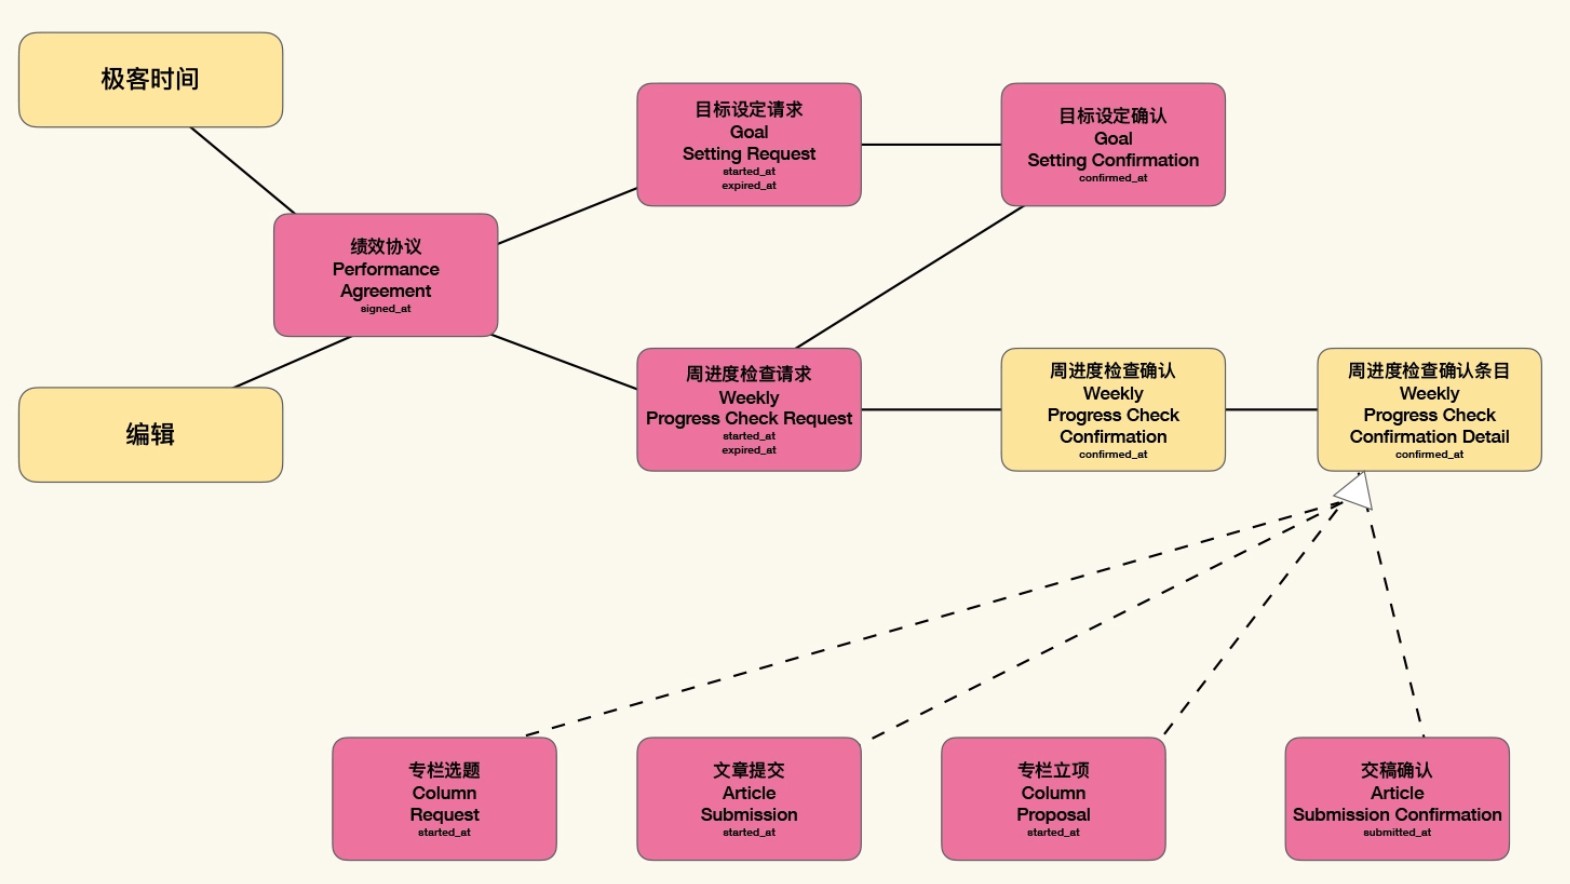 极客时间
目标设定请求
Goal
Setting Request
started_at
expired_at
目标设定确认
Goal
Setting Confirmation
confirmed_at
绩效协议
Performance
Agreement
signed_at
编辑
周进度检查请求
Weekly
Progress Check Request
started_at
expired_at
周进度检查确认
Weekly
Progress Check
Confirmation
confirmed_at
周进度检查确认条目
Weekly
Progress Check
Confirmation Detail
confirmed_at
专栏选题
Column
Request
started_at
文章提交
Article
Submission
started_at
专栏立项
Column
Proposal
started_at
交稿确认
Article
Submission Confirmation
submitted_at